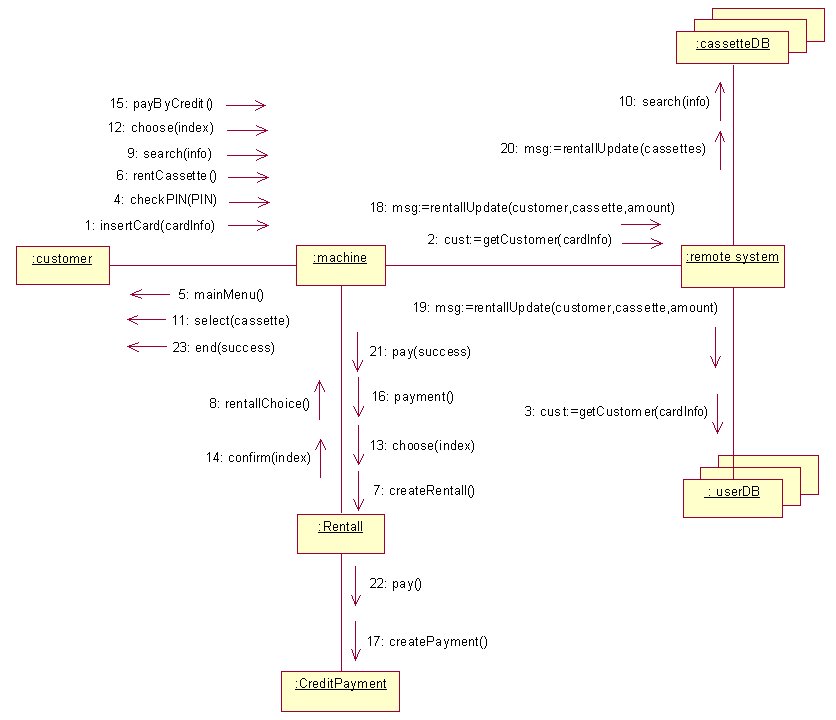 :cassetteDB
15: payByCredit()
10: search(info)
12: choose(index)
9: search(info)
20: msg:=rentallUpdate(cassettes)
6: rentCassette()
4: checkPIN(PIN)
18: msg:=rentallUpdate(customer,cassette,amount)
1: insertCard(cardInfo)
2: cust:=getCustomer(cardInfo)
:customer
:machine
:remote system
5: mainMenu()
19: msg:=rentallUpdate(customer,cassette,amount)
11: select(cassette)
23: end(success)
21: pay(success)
8: rentallChoice()
16: payment()
3: cust:=getCustomer(cardInfo)
13: choose(index)
14: confirm(index)
7: createRentall()
: userDB
:Rentall
22: pay()
17: createPayment()
:CreditPayment